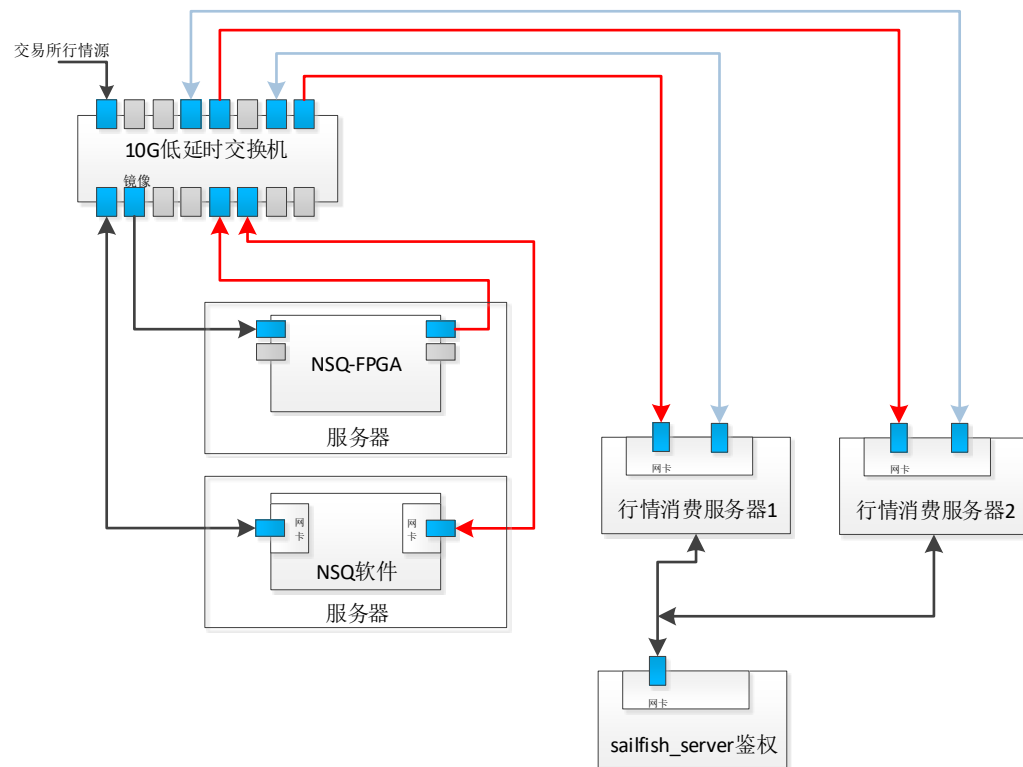 交易所行情源
10G低延时交换机
镜像
NSQ-FPGA
服务器
网卡
网卡
NSQ软件
服务器
网卡
行情消费服务器1
网卡
行情消费服务器2
网卡
sailfish_server鉴权